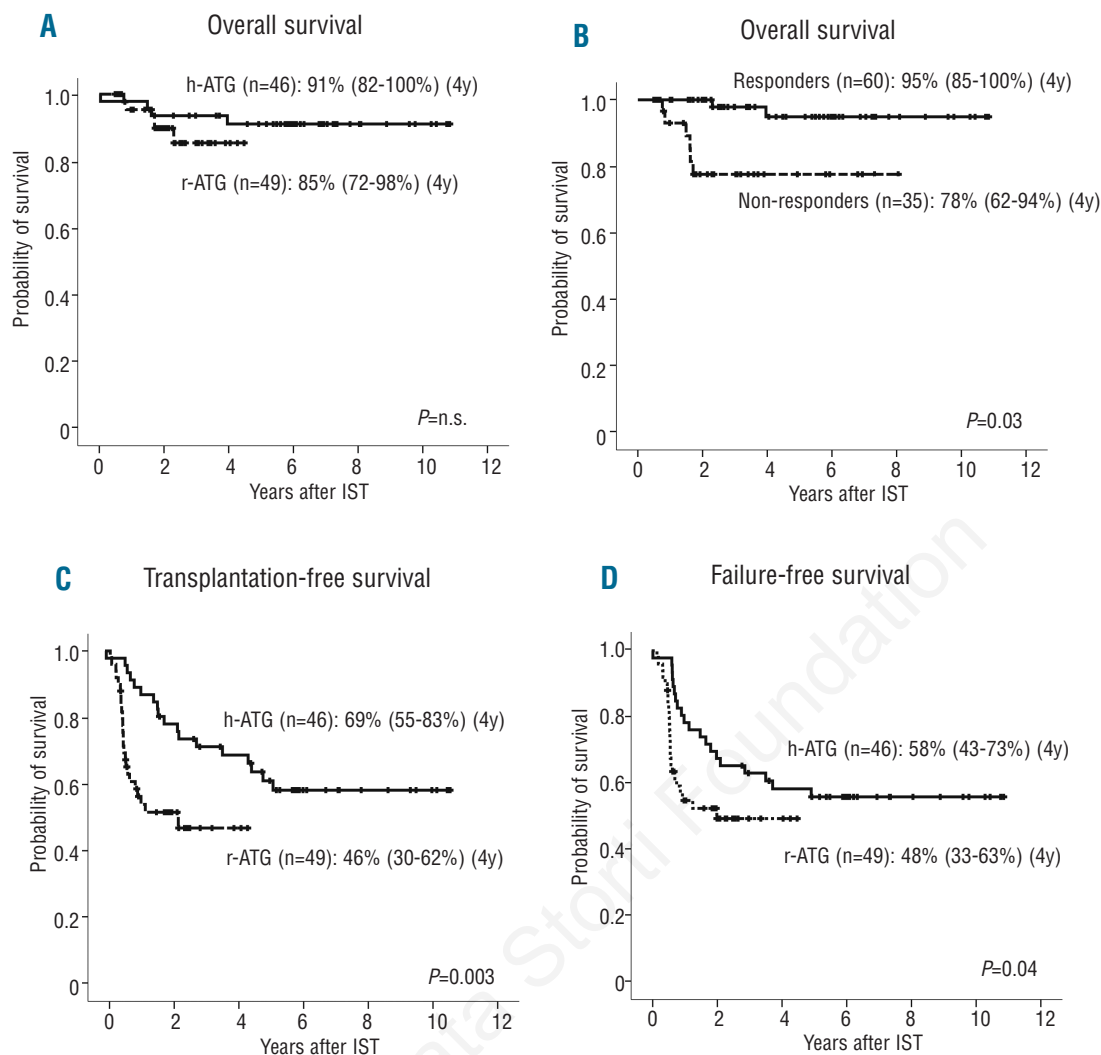 A
Overall survival
h-ATG (n=46): 91% (82-100%) (4y)
r-ATG (n=49): 85% (72-98%) (4y)
Probability of survival
1.0
0.8
0.6
0.4
0.2
0
P=n.s.
0 2 4 6 8 10 12
Years after IST
B
Overall survival
Responders (n=60): 95% (85-100%) (4y)
Non-responders (n=35): 78% (62-94%) (4y)
Probability of survival
1.0
0.8
0.6
0.4
0.2
0
P=0.03
0 2 4 6 8 10 12
Years after IST
C
Transplantation-free survival
h-ATG (n=46): 69% (55-83%) (4y)
r-ATG (n=49): 46% (30-62%) (4y)
Probability of survival
1.0
0.8
0.6
0.4
0.2
0
P=0.003
0 2 4 6 8 10 12
Years after IST
D
Failure-free survival
h-ATG (n=46): 58% (43-73%) (4y)
r-ATG (n=49): 48% (33-63%) (4y)
Probability of survival
1.0
0.8
0.6
0.4
0.2
0
P=0.04
0 2 4 6 8 10 12
Years after IST
ata Storti Foundation